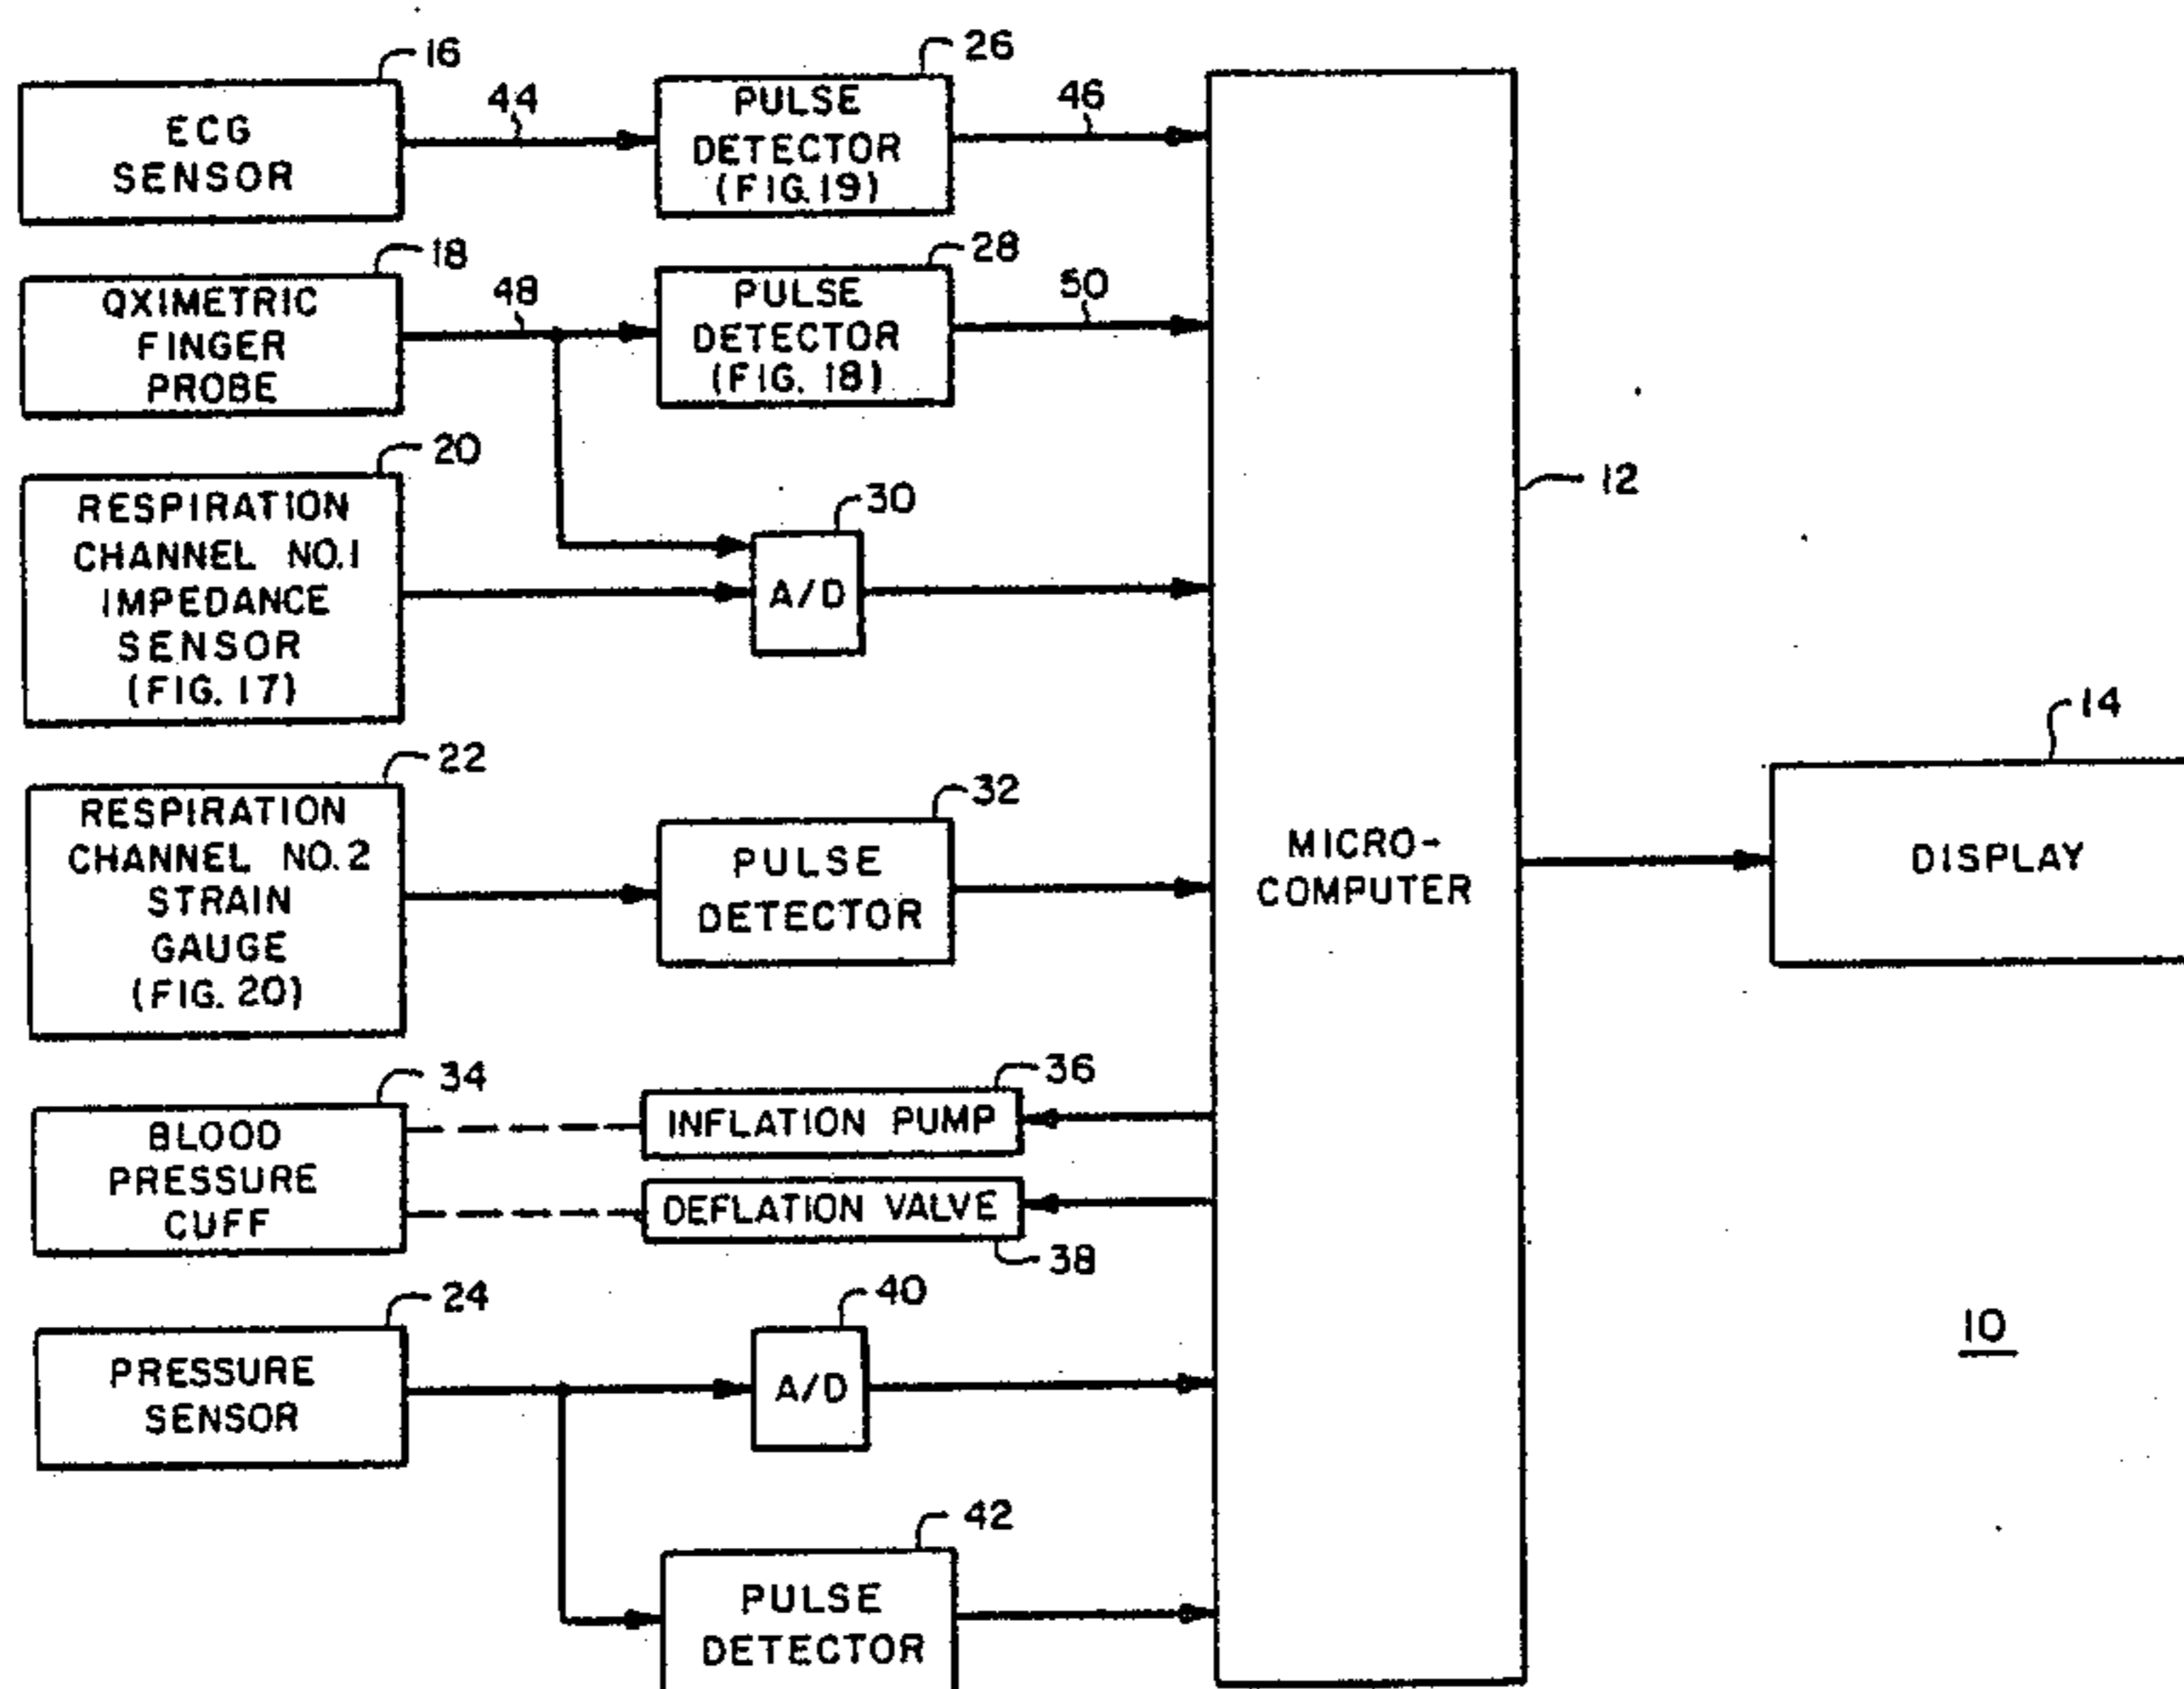 16
ECG
SENSOR
44
26
PULSE
DETECTOR
(FIG.19)
46
18
OXIMETRIC
FINGER
PROBE
48
28
PULSE
DETECTOR
(FIG. 18)
50
20
RESPIRATION
CHANNEL NO.1
IMPEDANCE
SENSOR
(FIG. 17)
30
A/D
12
MICRO-
COMPUTER
14
DISPLAY
22
RESPIRATION
CHANNEL NO.2
STRAIN
GAUGE
(FIG. 20)
32
PULSE
DETECTOR
34
BLOOD
PRESSURE
CUFF
36
INFLATION PUMP
DEFLATION VALVE
38
24
PRESSURE
SENSOR
40
A/D
42
PULSE
DETECTOR
10